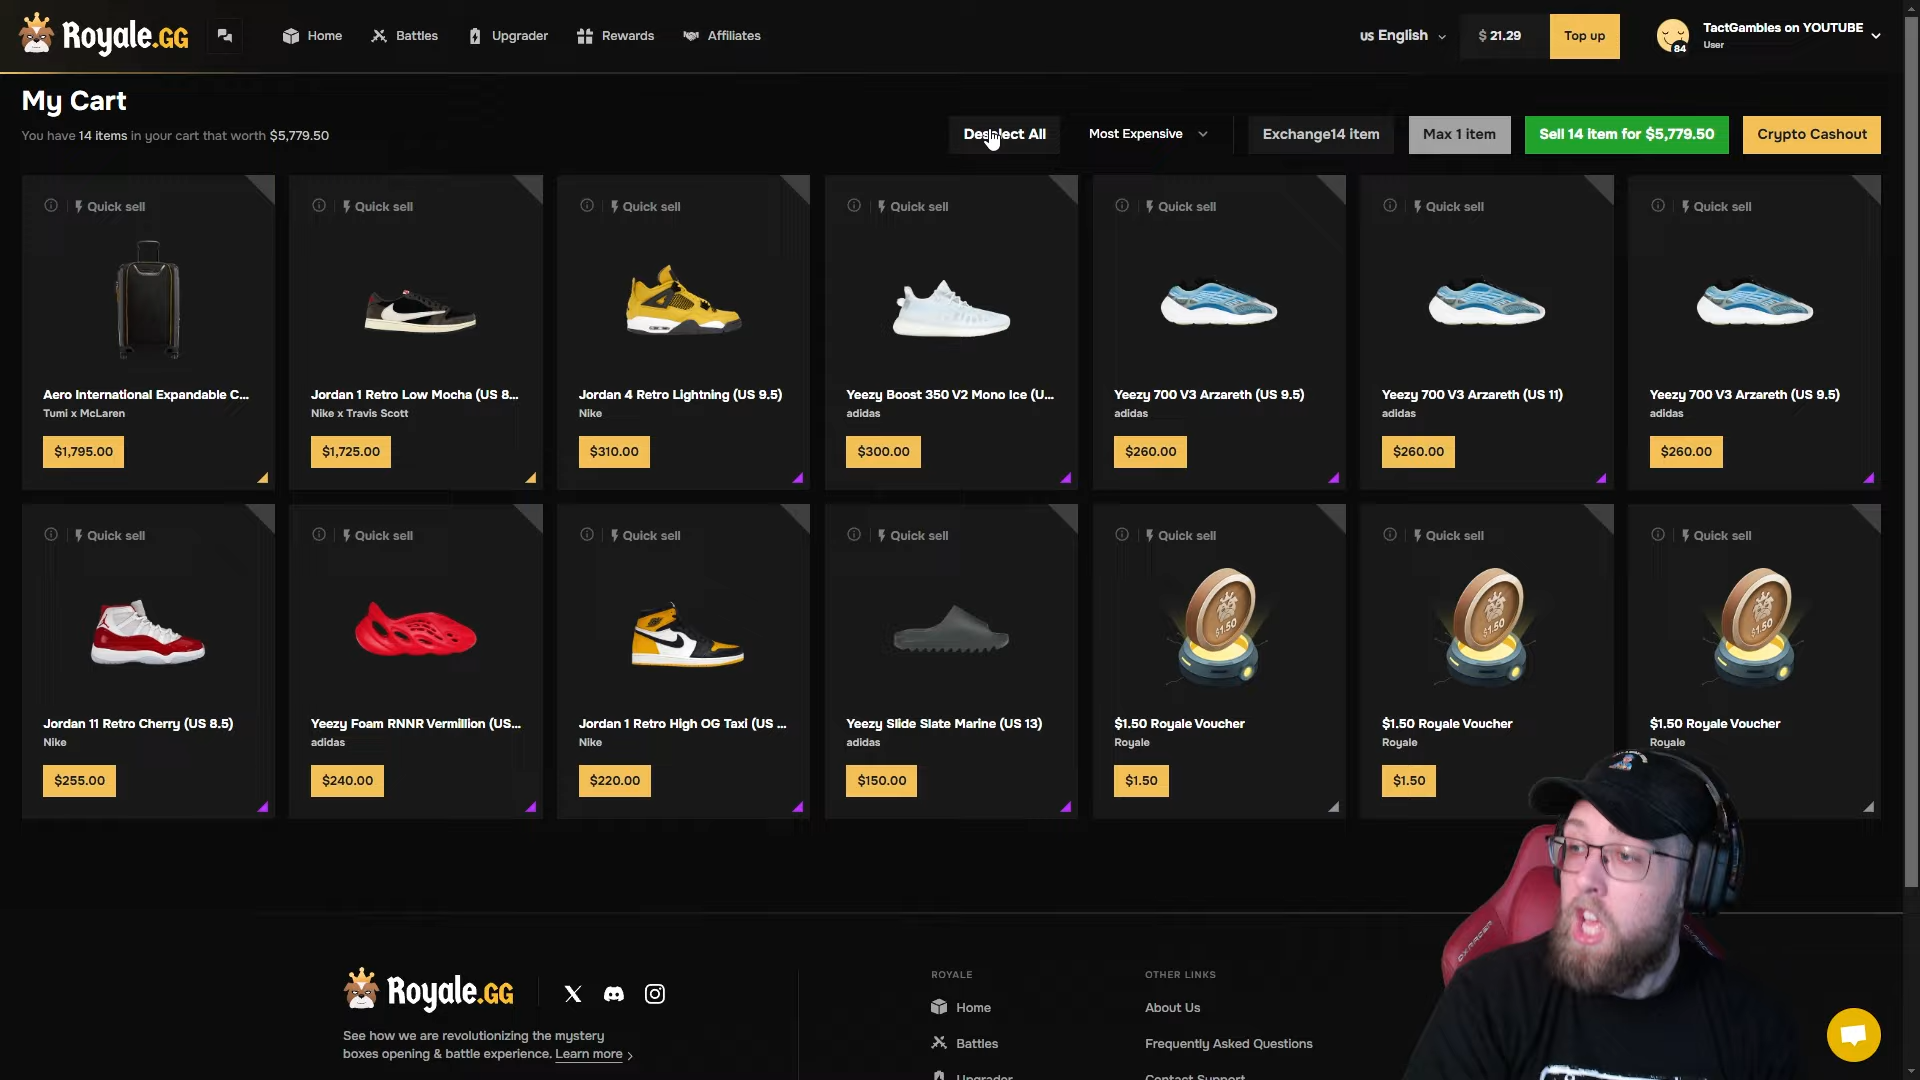 Royale.GG
Home
Battles
Upgrader
Rewards
Affiliates
us English
$ 21.29
Top up
84
TactGambles on YOUTUBE
User
My Cart
You have 14 items in your cart that worth $5,779.50
Deselect All
Most Expensive
Exchange14 item
Max 1 item
Sell 14 item for $5,779.50
Crypto Cashout
Quick sell
Quick sell
Quick sell
Quick sell
Quick sell
Quick sell
Quick sell
Aero International Expandable C...
Tumi x McLaren
$1,795.00
Jordan 1 Retro Low Mocha (US 8...
Nike x Travis Scott
$1,725.00
Jordan 4 Retro Lightning (US 9.5)
Nike
$310.00
Yeezy Boost 350 V2 Mono Ice (U...
adidas
$300.00
Yeezy 700 V3 Arzareth (US 9.5)
adidas
$260.00
Yeezy 700 V3 Arzareth (US 11)
adidas
$260.00
Yeezy 700 V3 Arzareth (US 9.5)
adidas
$260.00
Quick sell
Quick sell
Quick sell
Quick sell
Quick sell
Quick sell
Quick sell
$1.50
$1.50
$1.50
Jordan 11 Retro Cherry (US 8.5)
Nike
$255.00
Yeezy Foam RNNR Vermillion (US...
adidas
$240.00
Jordan 1 Retro High OG Taxi (US ...
Nike
$220.00
Yeezy Slide Slate Marine (US 13)
adidas
$150.00
$1.50 Royale Voucher
Royale
$1.50
$1.50 Royale Voucher
Royale
$1.50
$1.50 Royale Voucher
Royale
Royale.GG
See how we are revolutionizing the mystery
boxes opening & battle experience. Learn more
ROYALE
Home
Battles
Upgrader
OTHER LINKS
About Us
Frequently Asked Questions
Contact Support
DXRACER